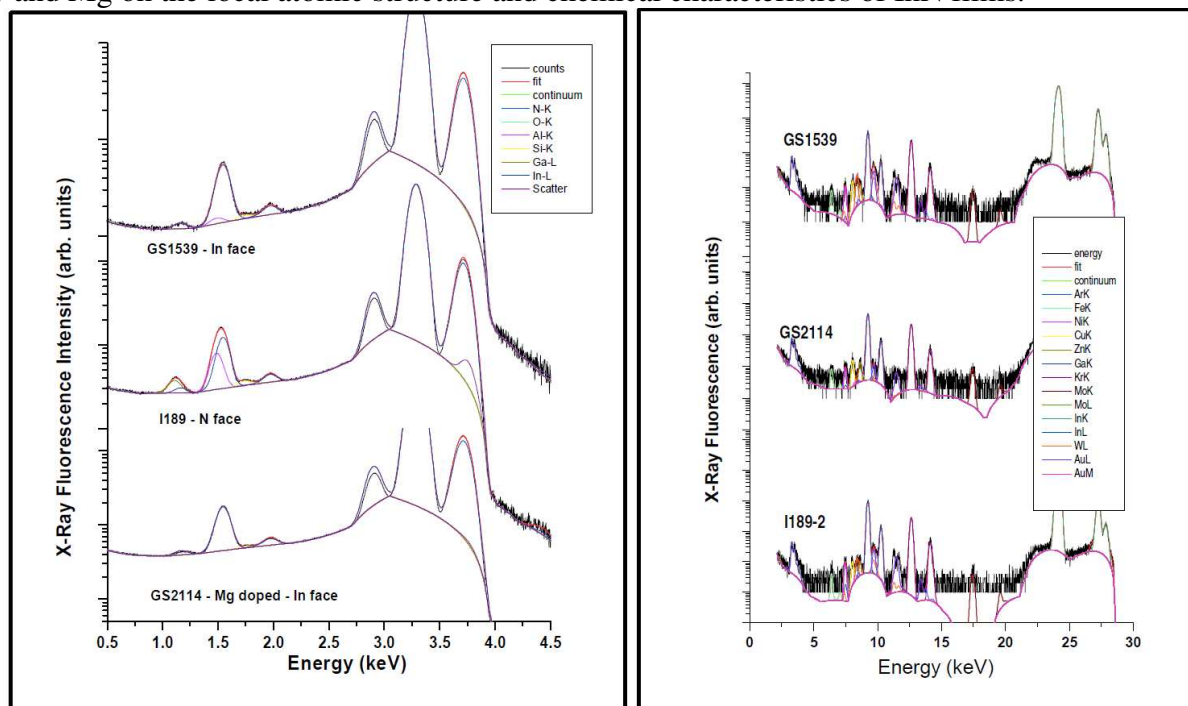 and Mg on the local atomic structure and chemical characteristics of InN films.
X-Ray Fluorescence Intensity (arb. units)
counts
fit
continuum
N-K
O-K
Al-K
Si-K
Ga-L
In-L
Scatter
GS1539 - In face
I189 - N face
GS2114 - Mg doped - In face
0.5 1.0 1.5 2.0 2.5 3.0 3.5 4.0 4.5
Energy (keV)
X-Ray Fluorescence (arb. units)
GS1539
GS2114
I189-2
energy
fit
continuum
ArK
FeK
NiK
CuK
ZnK
GaK
KrK
MoK
MoL
InK
InL
WL
AuL
AuM
0 5 10 15 20 25 30
Energy (keV)